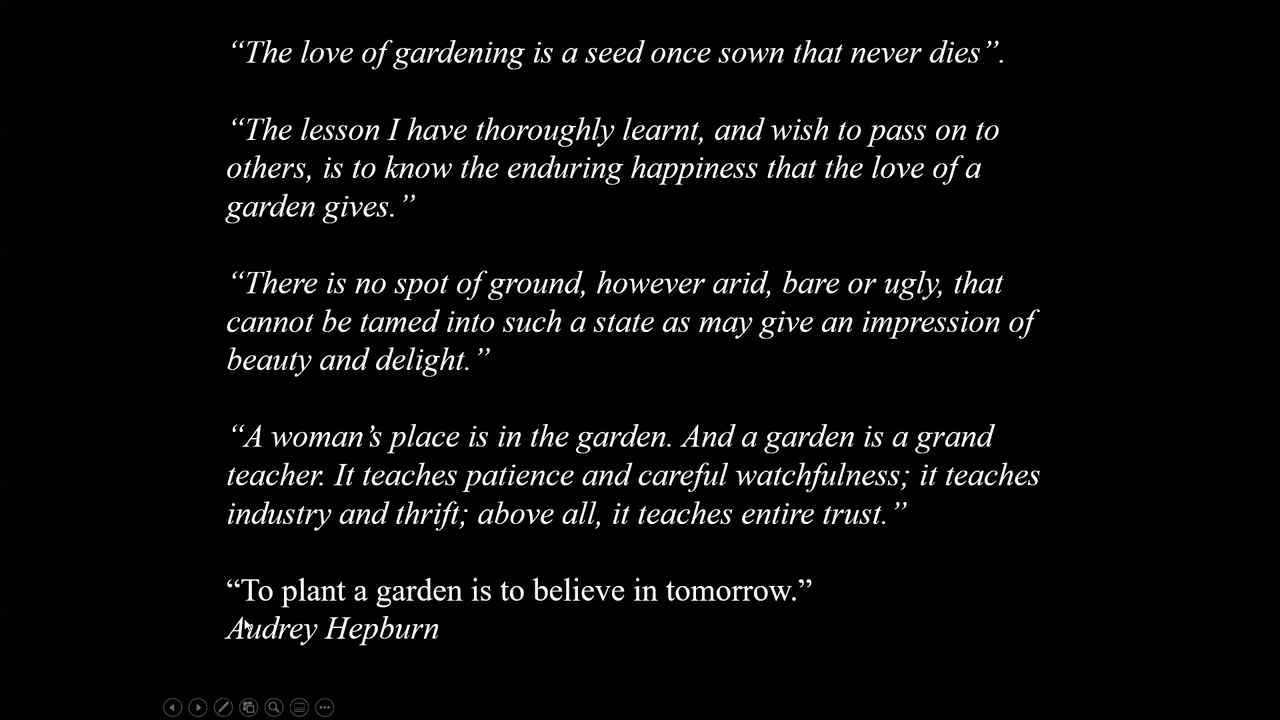 “The love of gardening is a seed once sown that never dies”.
“The lesson I have thoroughly learnt, and wish to pass on to
others, is to know the enduring happiness that the love of a
garden gives.”
“There is no spot of ground, however arid, bare or ugly, that
cannot be tamed into such a state as may give an impression of
beauty and delight.”
“A woman’s place is in the garden. And a garden is a grand
teacher. It teaches patience and careful watchfulness; it teaches
industry and thrift; above all, it teaches entire trust.”
“To plant a garden is to believe in tomorrow.”
Audrey Hepburn